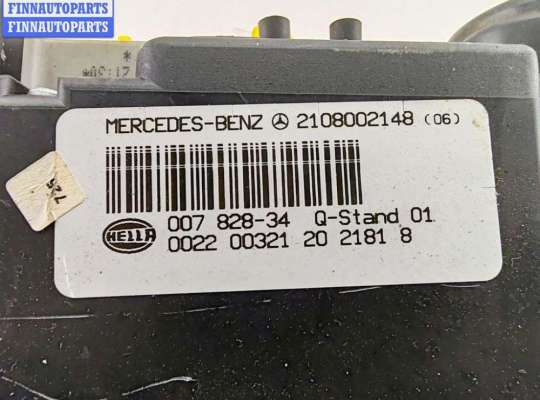 FINNAUTOPARTS
FINNAUTOPARTS
MERCEDES-BENZ 2108002148 (06)
007 828-34 Q-Stand 01
HELLA
0022 00321 20 2181 8